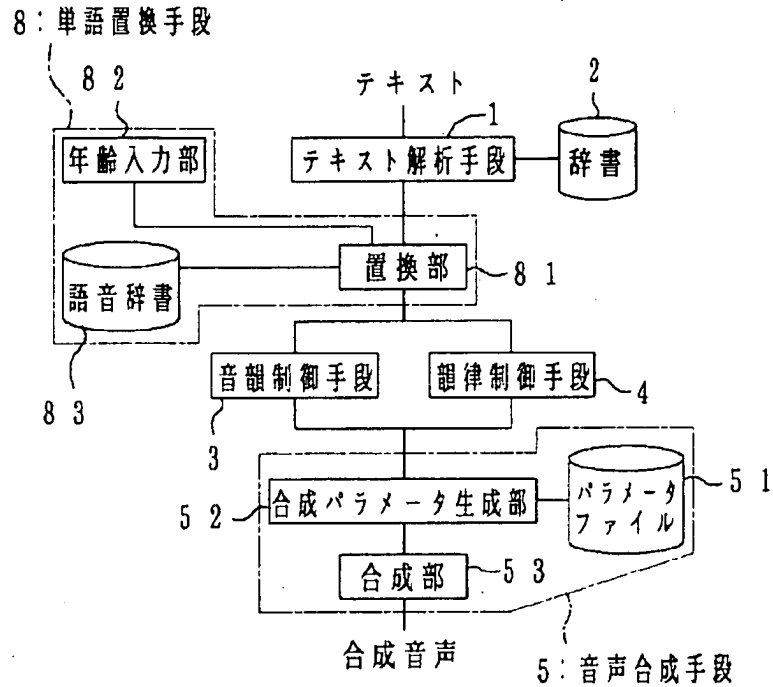 8：単語置換手段
8 2
テキスト
1
2
年齢入力部
テキスト解析手段
辞書
置換部
8 1
語音辞書
8 3
音韻制御手段
韻律制御手段
3
4
合成パラメータ生成部
5 2
パラメータ
ファイル
5 1
合成部
5 3
合成音声
5：音声合成手段